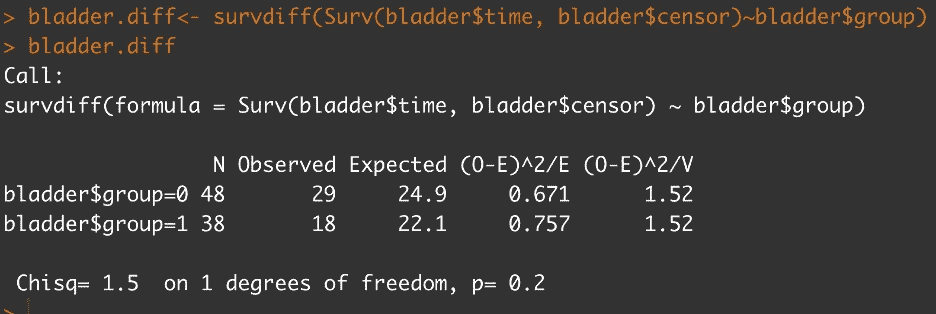 > bladder.diff<- survdiff(Surv(bladder$time, bladder$censor)~bladder$group)
> bladder.diff
Call:
survdiff(formula = Surv(bladder$time, bladder$censor) ~ bladder$group)
N Observed Expected (O-E)^2/E (O-E)^2/V
bladder$group=0 48 29 24.9 0.671 1.52
bladder$group=1 38 18 22.1 0.757 1.52
Chisq= 1.5 on 1 degrees of freedom, p= 0.2
>